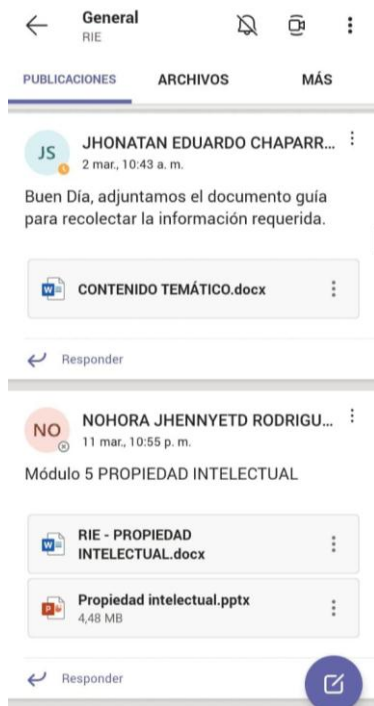 General
RIE
PUBLICACIONES ARCHIVOS MÁS
JS
JHONATAN EDUARDO CHAPARR...
2 mar., 10:43 a. m.
Buen Día, adjuntamos el documento guía
para recolectar la información requerida.
CONTENIDO TEMÁTICO.docx
Responder
NO
NOHORA JHENNYETD RODRIGU...
11 mar., 10:55 p. m.
Módulo 5 PROPIEDAD INTELECTUAL
RIE - PROPIEDAD
INTELECTUAL.docx
Propiedad intelectual.pptx
4,48 MB
Responder